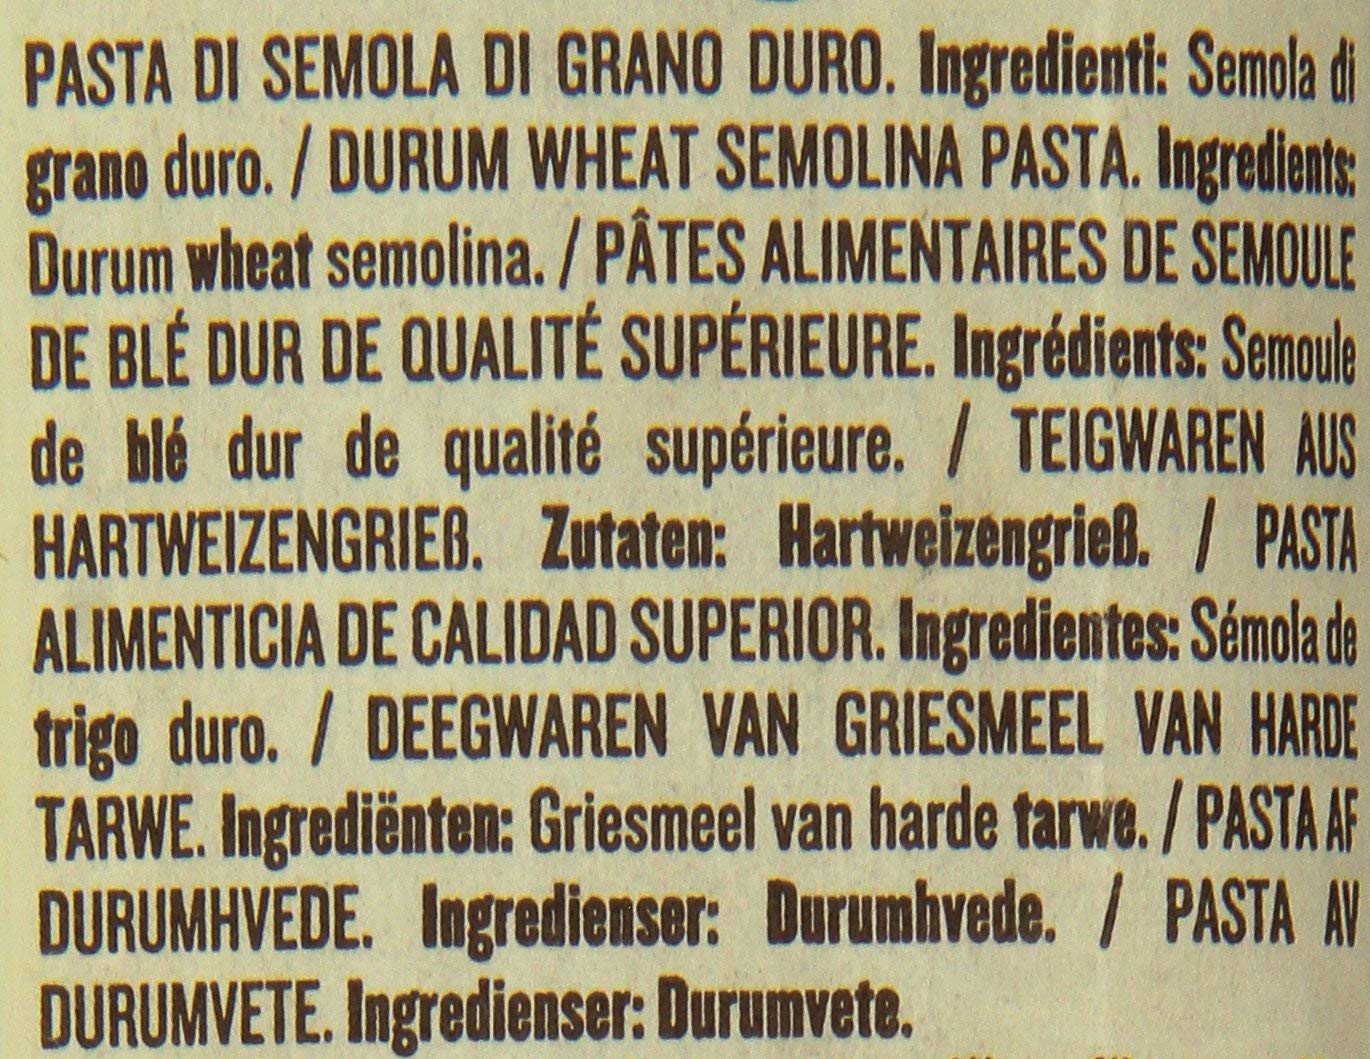 PASTA DI SEMOLA DI GRANO DURO. Ingredienti: Semola di
grano duro. / DURUM WHEAT SEMOLINA PASTA. Ingredients:
Durum wheat semolina. / PÂTES ALIMENTAIRES DE SEMOULE
DE BLÉ DUR DE QUALITÉ SUPÉRIEURE. Ingrédients: Semoule
de blé dur de qualité supérieure. / TEIGWAREN AUS
HARTWEIZENGRIEß. Zutaten: Hartweizengrieß. / PASTA
ALIMENTICIA DE CALIDAD SUPERIOR. Ingredientes: Sémola de
trigo duro. / DEEGWAREN VAN GRIESMEEL VAN HARDE
TARWE. Ingrediënten: Griesmeel van harde tarwe. / PASTA AF
DURUMHVEDE. Ingredienser: Durumhvede. / PASTA AV
DURUMVETE. Ingredienser: Durumvete.